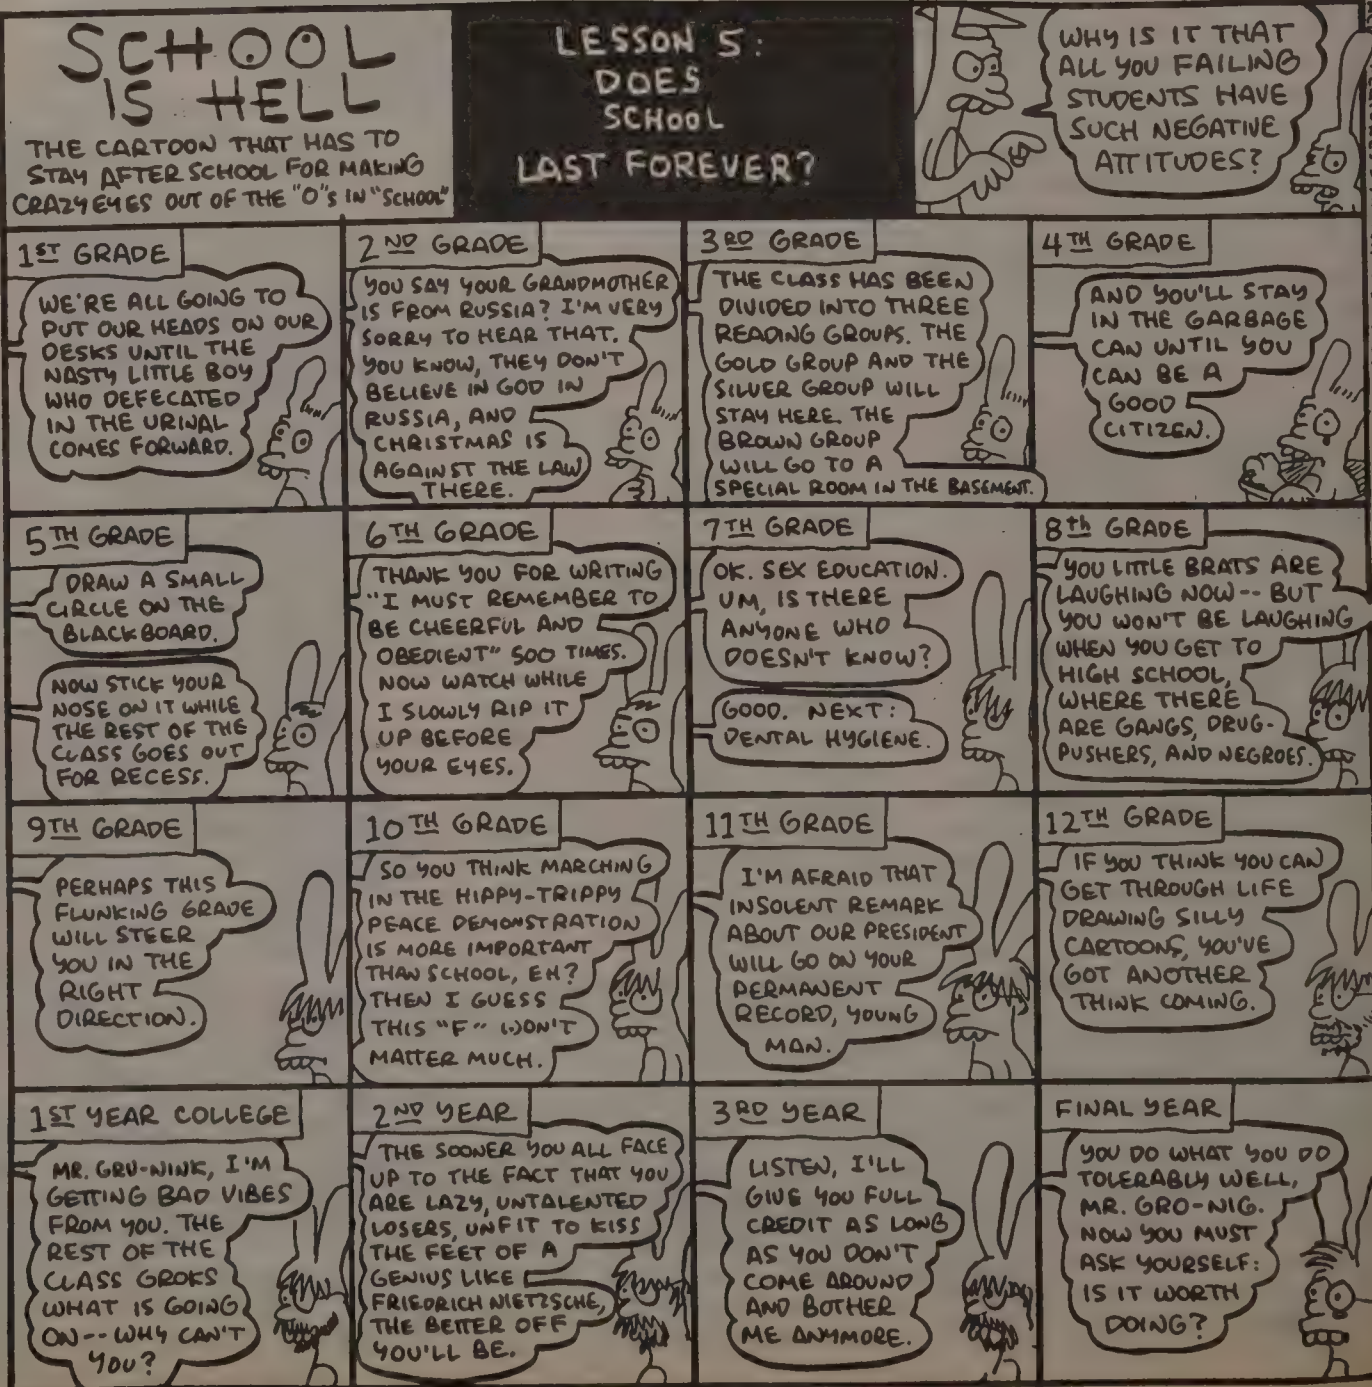 SCHOOL
IS HELL
THE CARTOON THAT HAS TO
STAY AFTER SCHOOL FOR MAKING
CRAZY EYES OUT OF THE "O"s IN "SCHOOL"
LESSON 5:
DOES
SCHOOL
LAST FOREVER?
WHY IS IT THAT
ALL YOU FAILING
STUDENTS HAVE
SUCH NEGATIVE
ATTITUDES?
1ST GRADE
WE'RE ALL GOING TO
PUT OUR HEADS ON OUR
DESKS UNTIL THE
NASTY LITTLE BOY
WHO DEFECATED
IN THE URINAL
COMES FORWARD.
2ND GRADE
YOU SAY YOUR GRANDMOTHER
IS FROM RUSSIA? I'M VERY
SORRY TO HEAR THAT.
YOU KNOW, THEY DON'T
BELIEVE IN GOD IN
RUSSIA, AND
CHRISTMAS IS
AGAINST THE LAW
THERE.
3RD GRADE
THE CLASS HAS BEEN
DIVIDED INTO THREE
READING GROUPS. THE
GOLD GROUP AND THE
SILVER GROUP WILL
STAY HERE. THE
BROWN GROUP
WILL GO TO A
SPECIAL ROOM IN THE BASEMENT.
4TH GRADE
AND YOU'LL STAY
IN THE GARBAGE
CAN UNTIL YOU
CAN BE A
GOOD
CITIZEN.
5TH GRADE
DRAW A SMALL
CIRCLE ON THE
BLACKBOARD.
NOW STICK YOUR
NOSE ON IT WHILE
THE REST OF THE
CLASS GOES OUT
FOR RECESS.
6TH GRADE
THANK YOU FOR WRITING
"I MUST REMEMBER TO
BE CHEERFUL AND
OBEDIENT" 500 TIMES.
NOW WATCH WHILE
I SLOWLY RIP IT
UP BEFORE
YOUR EYES.
7TH GRADE
OK. SEX EDUCATION.
UM, IS THERE
ANYONE WHO
DOESN'T KNOW?
GOOD. NEXT:
DENTAL HYGIENE.
8th GRADE
YOU LITTLE BRATS ARE
LAUGHING NOW -- BUT
YOU WON'T BE LAUGHING
WHEN YOU GET TO
HIGH SCHOOL,
WHERE THERE
ARE GANGS, DRUG-
PUSHERS, AND NEGROES.
9TH GRADE
PERHAPS THIS
FLUNKING GRADE
WILL STEER
YOU IN THE
RIGHT
DIRECTION.
10TH GRADE
SO YOU THINK MARCHING
IN THE HIPPY-TRIPPY
PEACE DEMONSTRATION
IS MORE IMPORTANT
THAN SCHOOL, EH?
THEN I GUESS
THIS "F" WON'T
MATTER MUCH.
11TH GRADE
I'M AFRAID THAT
INSOLENT REMARK
ABOUT OUR PRESIDENT
WILL GO ON YOUR
PERMANENT
RECORD, YOUNG
MAN.
12TH GRADE
IF YOU THINK YOU CAN
GET THROUGH LIFE
DRAWING SILLY
CARTOONS, YOU'VE
GOT ANOTHER
THINK COMING.
1ST YEAR COLLEGE
MR. GRU-NINK, I'M
GETTING BAD VIBES
FROM YOU. THE
REST OF THE
CLASS GROKS
WHAT IS GOING
ON -- WHY CAN'T
YOU?
2ND YEAR
THE SOONER YOU ALL FACE
UP TO THE FACT THAT YOU
ARE LAZY, UNTALENTED
LOSERS, UNFIT TO KISS
THE FEET OF A
GENIUS LIKE
FRIEDRICH NIETZSCHE,
THE BETTER OFF
YOU'LL BE.
3RD YEAR
LISTEN, I'LL
GIVE YOU FULL
CREDIT AS LONG
AS YOU DON'T
COME AROUND
AND BOTHER
ME ANYMORE.
FINAL YEAR
YOU DO WHAT YOU DO
TOLERABLY WELL,
MR. GRO-NIG.
NOW YOU MUST
ASK YOURSELF:
IS IT WORTH
DOING?